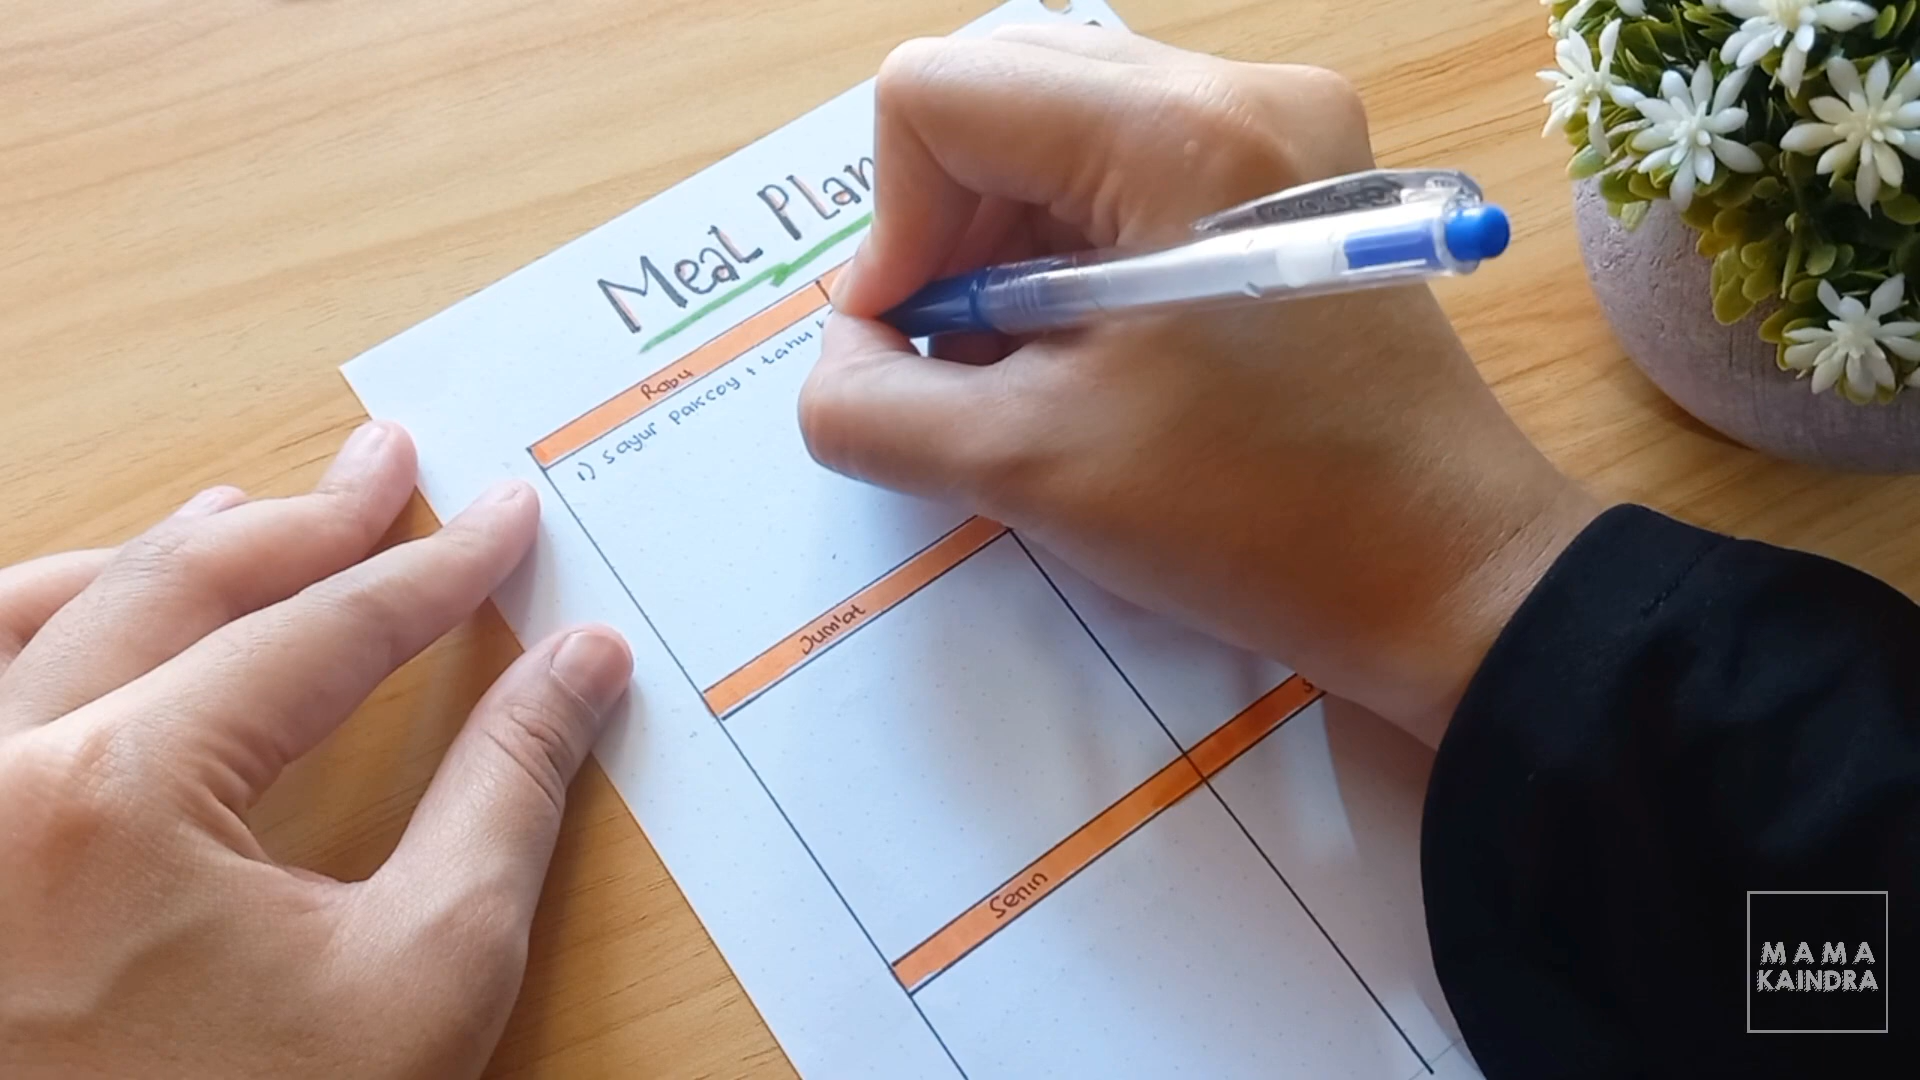 Meal Plan
Rabu
1) sayur pakcoy + tahu
Jum'at
Senin
MAMA
KAINDRA